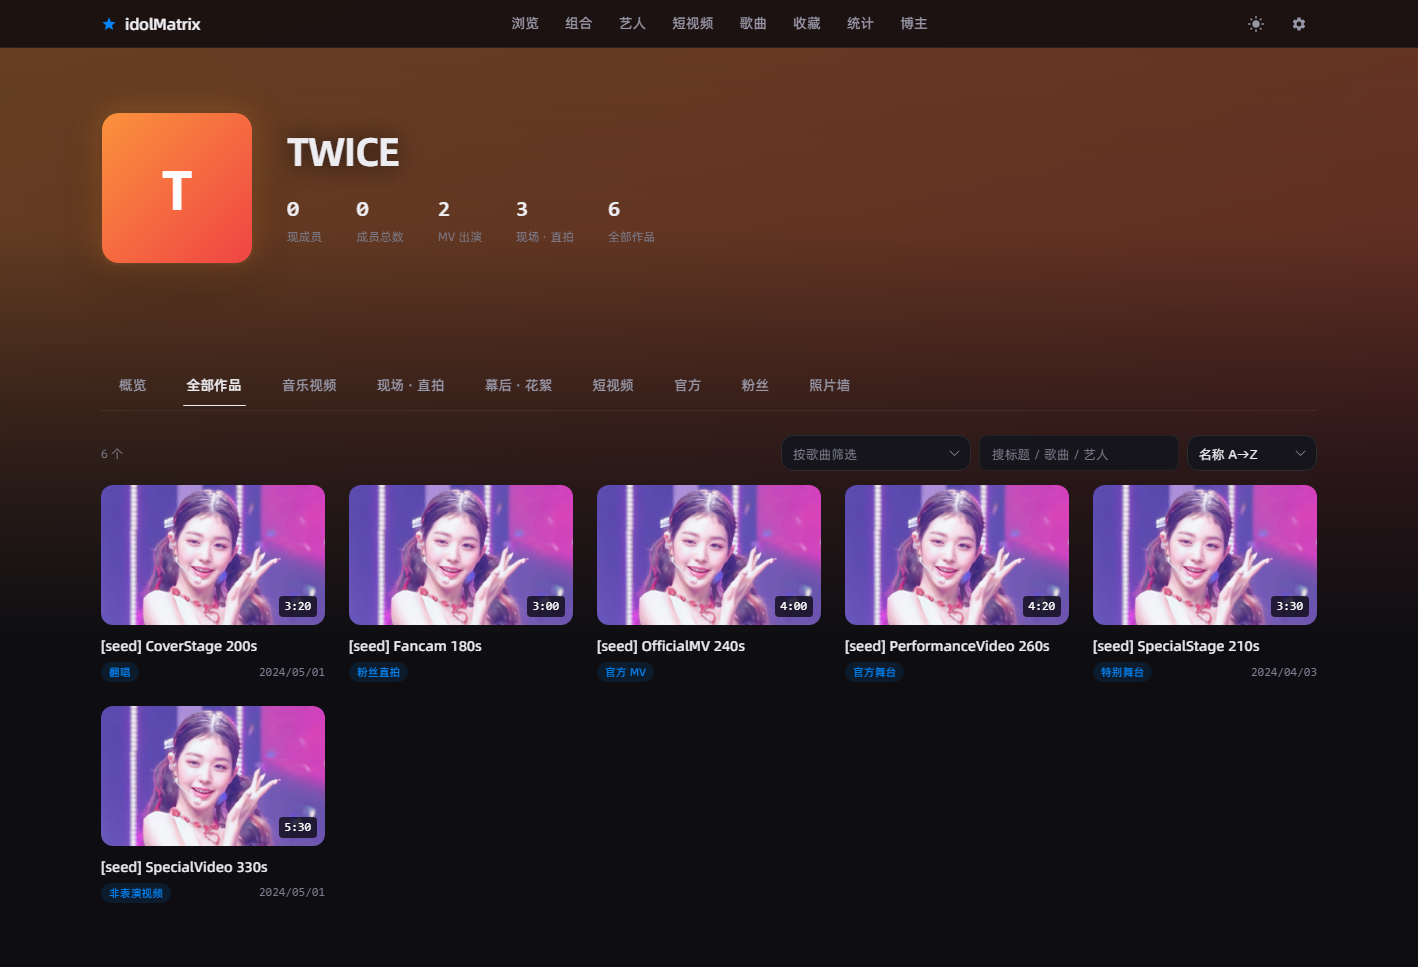 idolMatrix
浏览 组合 艺人 短视频 歌曲 收藏 统计 博主
T
TWICE
0 0 2 3 6
现成员 成员总数 MV 出演 现场 · 直拍 全部作品
概览 全部作品 音乐视频 现场 · 直拍 幕后 · 花絮 短视频 官方 粉丝 照片墙
6 个 按歌曲筛选 搜标题 / 歌曲 / 艺人 名称 A→Z
3:20 3:00 4:00 4:20 3:30
[seed] CoverStage 200s [seed] Fancam 180s [seed] OfficialMV 240s [seed] PerformanceVideo 260s [seed] SpecialStage 210s
翻唱 2024/05/01 粉丝直拍 官方 MV 官方舞台 特别舞台 2024/04/03
5:30
[seed] SpecialVideo 330s
非表演视频 2024/05/01